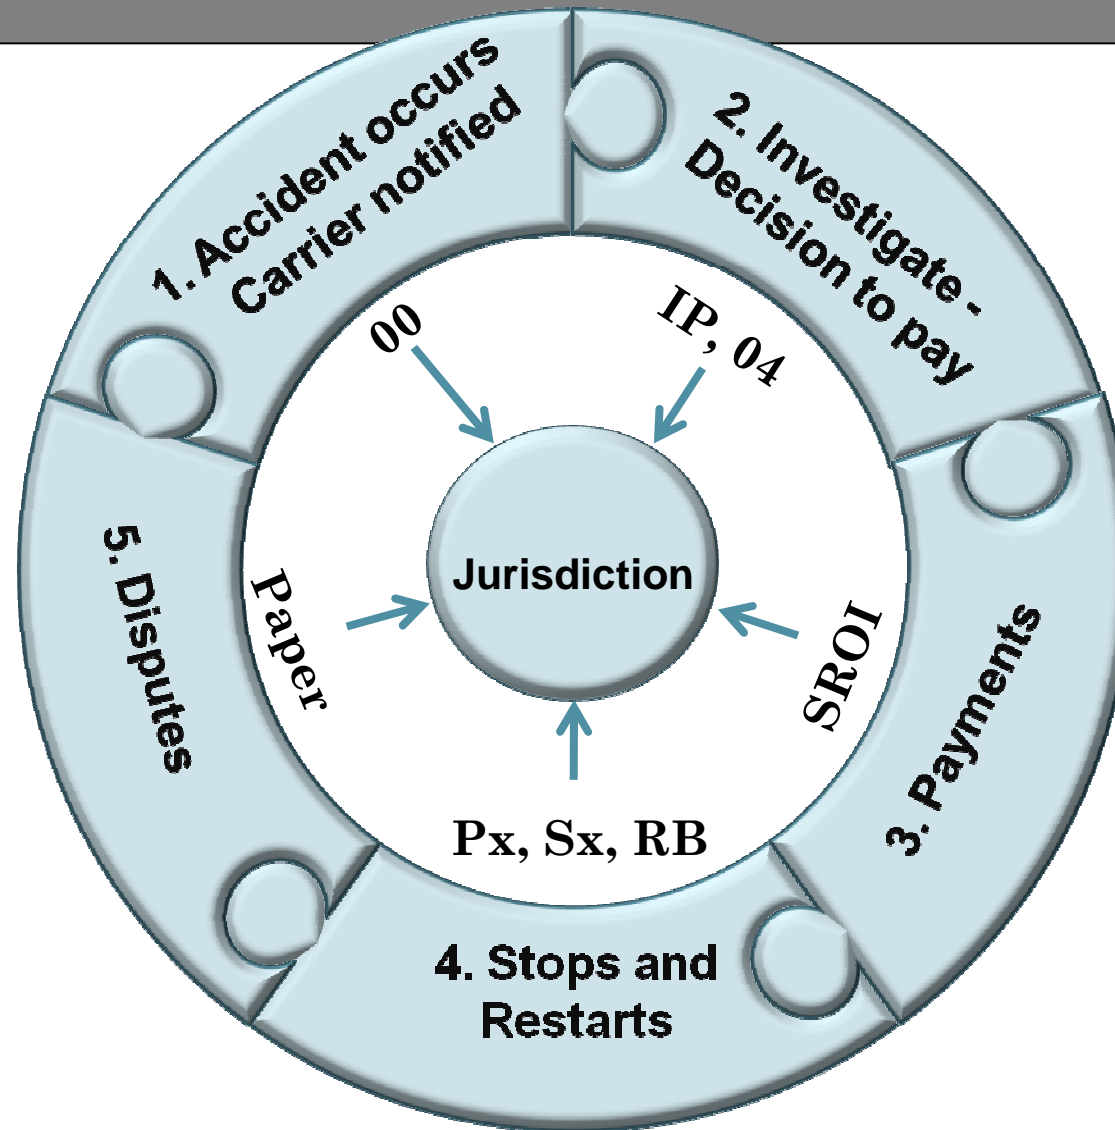 1. Accident occurs
Carrier notified
2. Investigate -
Decision to pay
00
IP, 04
Jurisdiction
5. Disputes
Paper
SROI
3. Payments
Px, Sx, RB
4. Stops and
Restarts